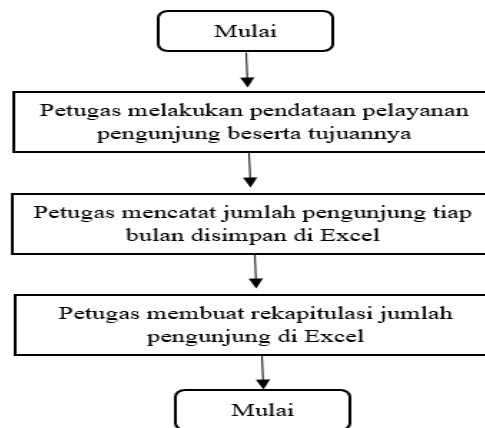 Mulai
Petugas melakukan pendataan pelayanan
pengunjung beserta tujuannya
Petugas mencatat jumlah pengunjung tiap
bulan disimpan di Excel
Petugas membuat rekapitulasi jumlah
pengunjung di Excel
Mulai